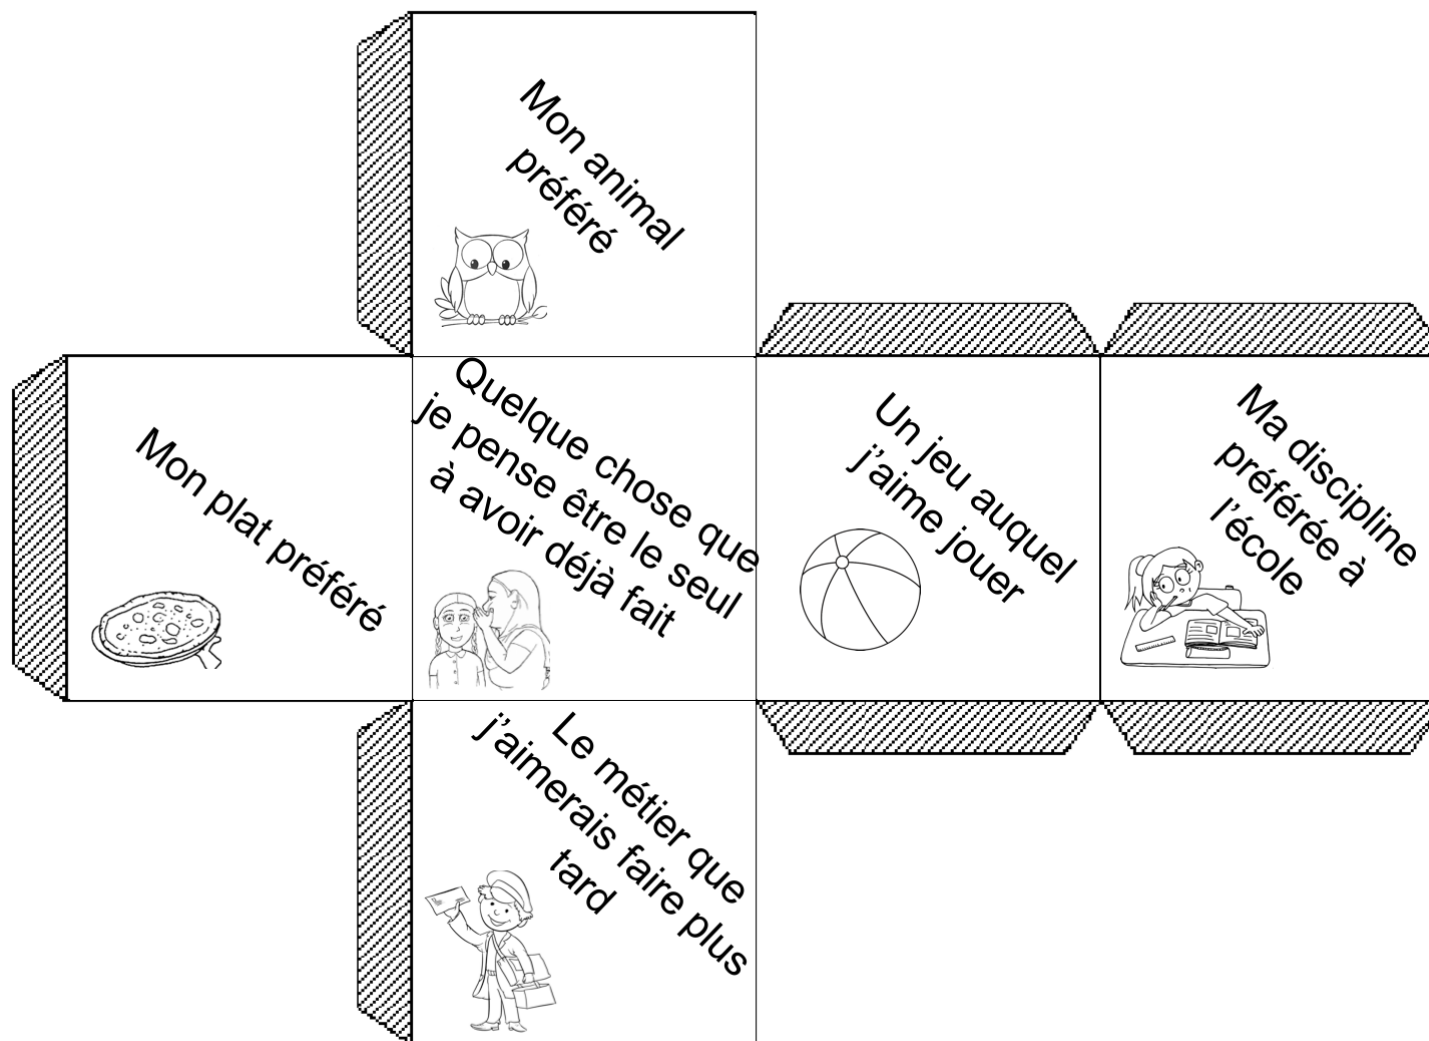 Mon animal
préféré
Mon plat préféré
Quelque chose que
je pense être le seul
à avoir déjà fait
Un jeu auquel
j'aime jouer
Ma discipline
préférée à
l'école
Le métier que
j'aimerais faire plus
tard